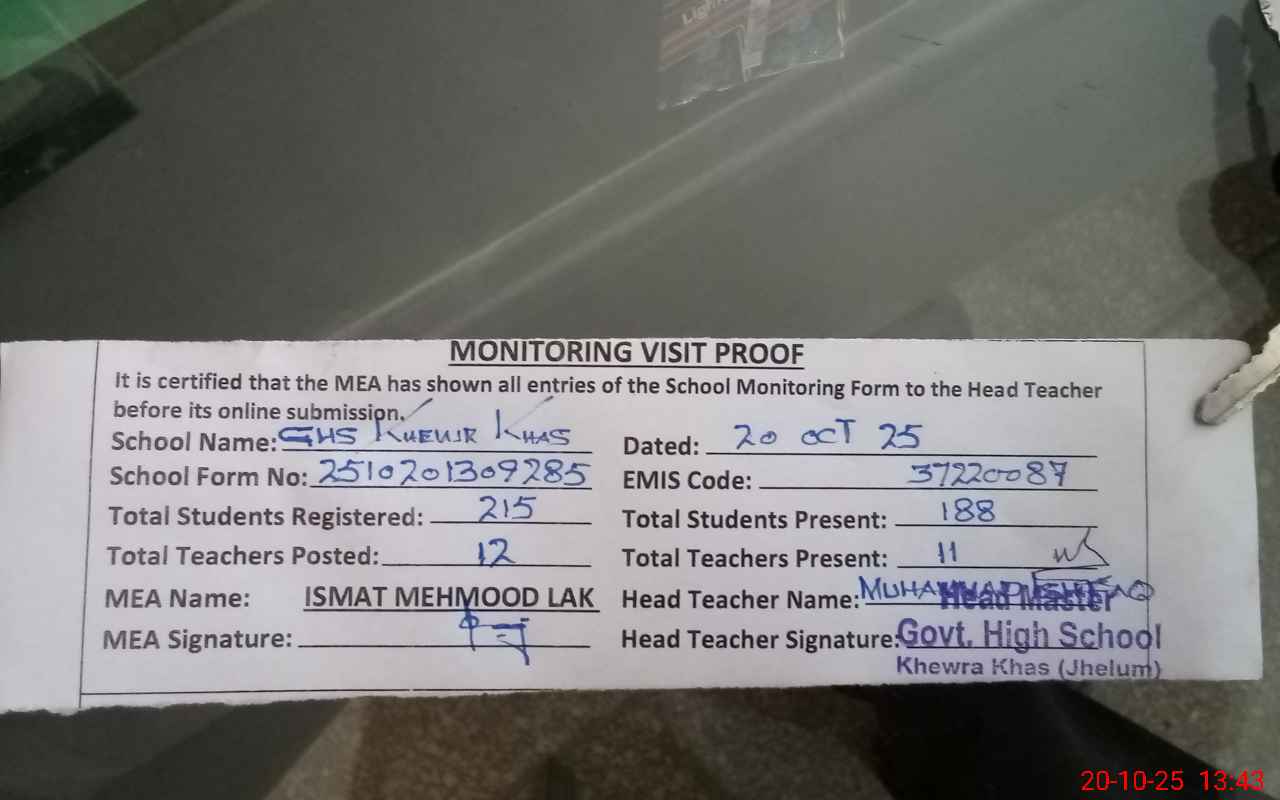 Light
MONITORING VISIT PROOF
It is certified that the MEA has shown all entries of the School Monitoring Form to the Head Teacher
before its online submission.
School Name: GHS KHEWR KHAS Dated: 20 OCT 25
School Form No: 2510201309285 EMIS Code: 37220087
Total Students Registered: 215 Total Students Present: 188
Total Teachers Posted: 12 Total Teachers Present: 11
MEA Name: ISMAT MEHMOOD LAK Head Teacher Name: MUHAMMAD ISHTIAQ
Head Master
MEA Signature: Head Teacher Signature: Govt. High School
Khewra Khas (Jhelum)
20-10-25 13:43